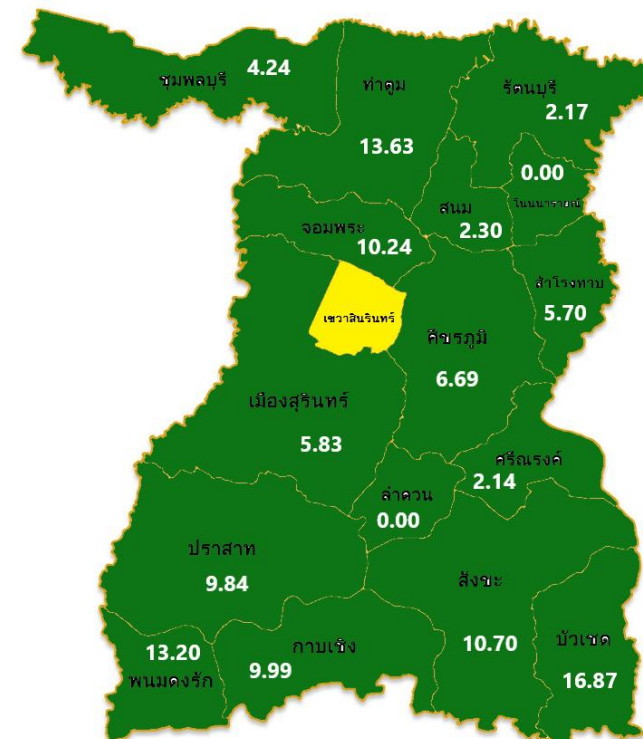 ชุมพลบุรี
4.24
ท่าตูม
13.63
รัตนบุรี
2.17
0.00
โนนนารายณ์
สนม
2.30
จอมพระ
10.24
สำโรงทาบ
5.70
เขวาสินรินทร์
ศีขรภูมิ
6.69
เมืองสุรินทร์
5.83
ศรีณรงค์
2.14
ลำดวน
0.00
ปราสาท
9.84
สังขะ
10.70
บัวเชด
16.87
กาบเชิง
9.99
13.20
พนมดงรัก